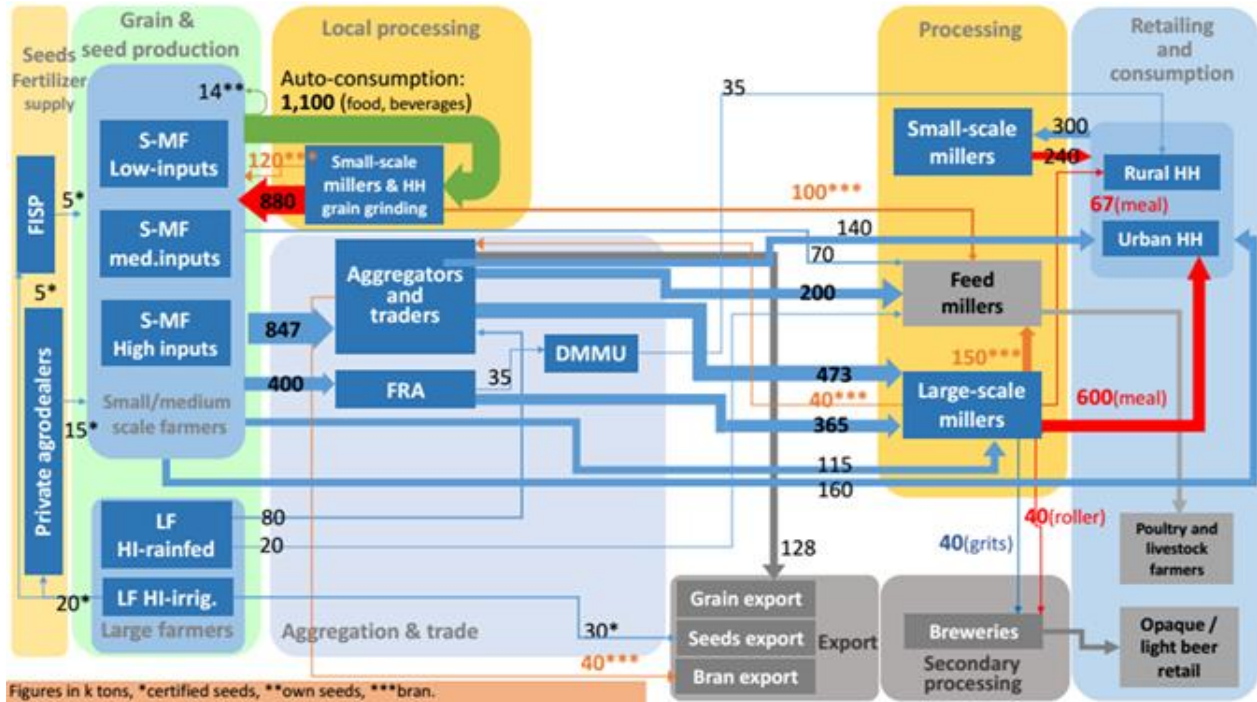 Seeds
Fertilizer
supply
Grain &
seed production
Local processing
Processing
Retailing
and
consumption
14**
Auto-consumption:
1,100 (food, beverages)
35
S-MF
Low-inputs
120***
Small-scale
millers & HH
grain grinding
880
Small-scale
millers
300
240
Rural HH
FISP
5*
100***
67(meal)
S-MF
med.inputs
140
Urban HH
70
Aggregators
and
traders
200
Feed
millers
5*
S-MF
High inputs
847
DMMU
150***
400
FRA
35
473
40***
365
Large-scale
millers
600(meal)
Small/medium
scale farmers
15*
Private agrodealers
115
160
LF
HI-rainfed
80
20
128
40(grits)
40(roller)
Poultry and
livestock
farmers
20*
LF HI-irrig.
Large farmers
Aggregation & trade
30*
40***
Grain export
Seeds export
Bran export
Export
Breweries
Secondary
processing
Opaque /
light beer
retail
Figures in k tons, *certified seeds, **own seeds, ***bran.